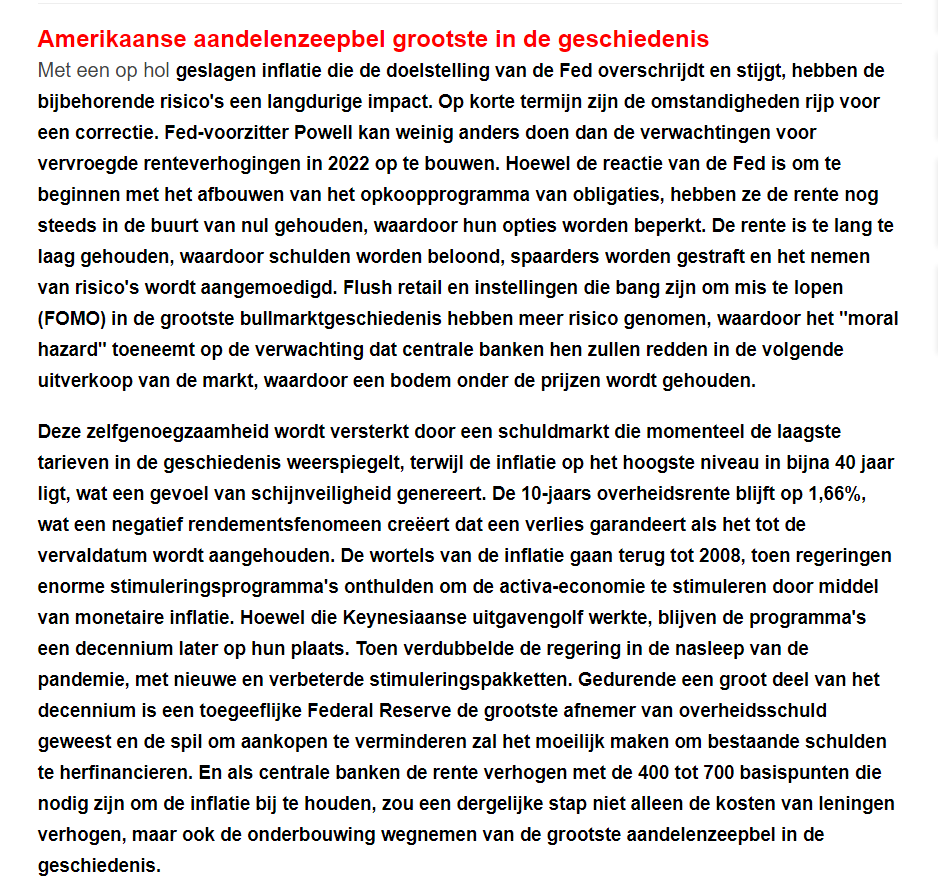 Amerikaanse aandelenzeepbel grootste in de geschiedenis
Met een op hol geslagen inflatie die de doelstelling van de Fed overschrijdt en stijgt, hebben de
bijbehorende risico's een langdurige impact. Op korte termijn zijn de omstandigheden rijp voor
een correctie. Fed-voorzitter Powell kan weinig anders doen dan de verwachtingen voor
vervroegde renteverhogingen in 2022 op te bouwen. Hoewel de reactie van de Fed is om te
beginnen met het afbouwen van het opkoopprogramma van obligaties, hebben ze de rente nog
steeds in de buurt van nul gehouden, waardoor hun opties worden beperkt. De rente is te lang te
laag gehouden, waardoor schulden worden beloond, spaarders worden gestraft en het nemen
van risico's wordt aangemoedigd. Flush retail en instellingen die bang zijn om mis te lopen
(FOMO) in de grootste bullmarktgeschiedenis hebben meer risico genomen, waardoor het "moral
hazard" toeneemt op de verwachting dat centrale banken hen zullen redden in de volgende
uitverkoop van de markt, waardoor een bodem onder de prijzen wordt gehouden.
Deze zelfgenoegzaamheid wordt versterkt door een schuldmarkt die momenteel de laagste
tarieven in de geschiedenis weerspiegelt, terwijl de inflatie op het hoogste niveau in bijna 40 jaar
ligt, wat een gevoel van schijnveiligheid genereert. De 10-jaars overheidsrente blijft op 1,66%,
wat een negatief rendementsfenomeen creëert dat een verlies garandeert als het tot de
vervaldatum wordt aangehouden. De wortels van de inflatie gaan terug tot 2008, toen regeringen
enorme stimuleringsprogramma's onthulden om de activa-economie te stimuleren door middel
van monetaire inflatie. Hoewel die Keynesiaanse uitgavengolf werkte, blijven de programma's
een decennium later op hun plaats. Toen verdubbelde de regering in de nasleep van de
pandemie, met nieuwe en verbeterde stimuleringspakketten. Gedurende een groot deel van het
decennium is een toegeeflijke Federal Reserve de grootste afnemer van overheidsschuld
geweest en de spil om aankopen te verminderen zal het moeilijk maken om bestaande schulden
te herfinancieren. En als centrale banken de rente verhogen met de 400 tot 700 basispunten die
nodig zijn om de inflatie bij te houden, zou een dergelijke stap niet alleen de kosten van leningen
verhogen, maar ook de onderbouwing wegnemen van de grootste aandelenzeepbel in de
geschiedenis.